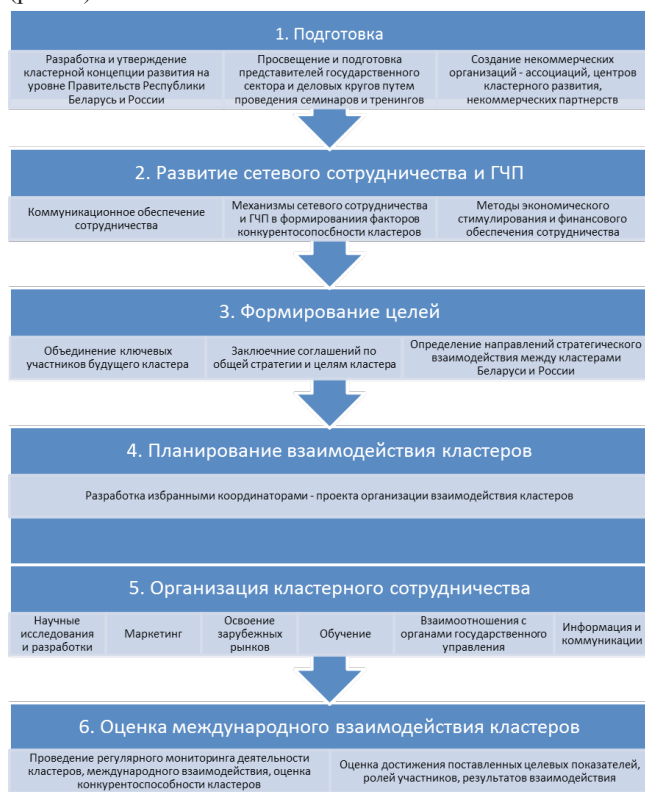 1. Подготовка
Разработка и утверждение
кластерной концепции развития на
уровне Правительств Республики
Беларусь и России
Просвещение и подготовка
представителей государственного
сектора и деловых кругов путем
проведения семинаров и тренингов
Создание некоммерческих
организаций - ассоциаций, центров
кластерного развития,
некоммерческих партнерств
2. Развитие сетевого сотрудничества и ГЧП
Коммуникационное обеспечение
сотрудничества
Механизмы сетевого сотрудничества
и ГЧП в формированиия факторов
конкурентосопосбности кластеров
Методы экономического
стимулирования и финансового
обеспечения сотрудничества
3. Формирование целей
Объединение ключевых
участников будущего кластера
Заклюечние соглашений по
общей стратегии и целям кластера
Определение направлений стратегического
взаимодействия между кластерами
Беларуси и России
4. Планирование взаимодействия кластеров
Разработка избранными координаторами - проекта организации взаимодействия кластеров
5. Организация кластерного сотрудничества
Научные
исследования
и разработки
Маркетинг
Освоение
зарубежных
рынков
Обучение
Взаимоотношения с
органами государственного
управления
Информация и
коммуникации
6. Оценка международного взаимодействия кластеров
Проведение регулярного мониторинга деятельности
кластеров, международного взаимодействия, оценка
конкурентоспособности кластеров
Оценка достижения поставленных целевых показателей,
ролей участников, результатов взаимодействия